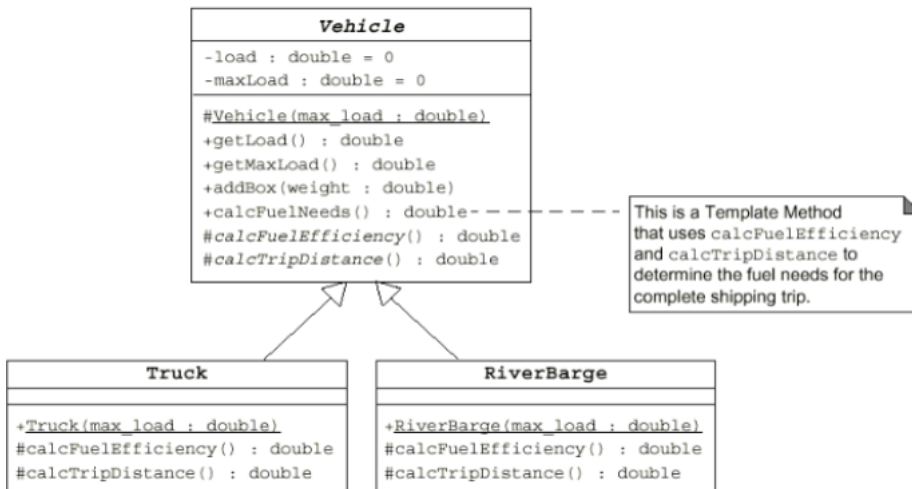 Vehicle
-load : double = 0
-maxLoad : double = 0
#Vehicle(max_load : double)
+getLoad() : double
+getMaxLoad() : double
+addBox(weight : double)
+calcFuelNeeds() : double
#calcFuelEfficiency() : double
#calcTripDistance() : double
This is a Template Method
that uses calcFuelEfficiency
and calcTripDistance to
determine the fuel needs for the
complete shipping trip.
Truck
+Truck(max_load : double)
#calcFuelEfficiency() : double
#calcTripDistance() : double
RiverBarge
+RiverBarge(max_load : double)
#calcFuelEfficiency() : double
#calcTripDistance() : double